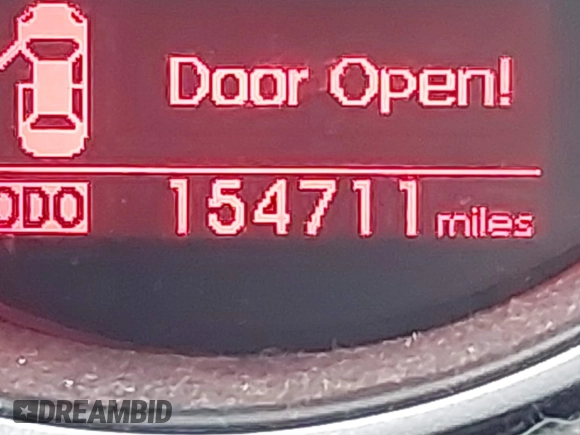 Door Open!
ODO 154711 miles
DREAMBID